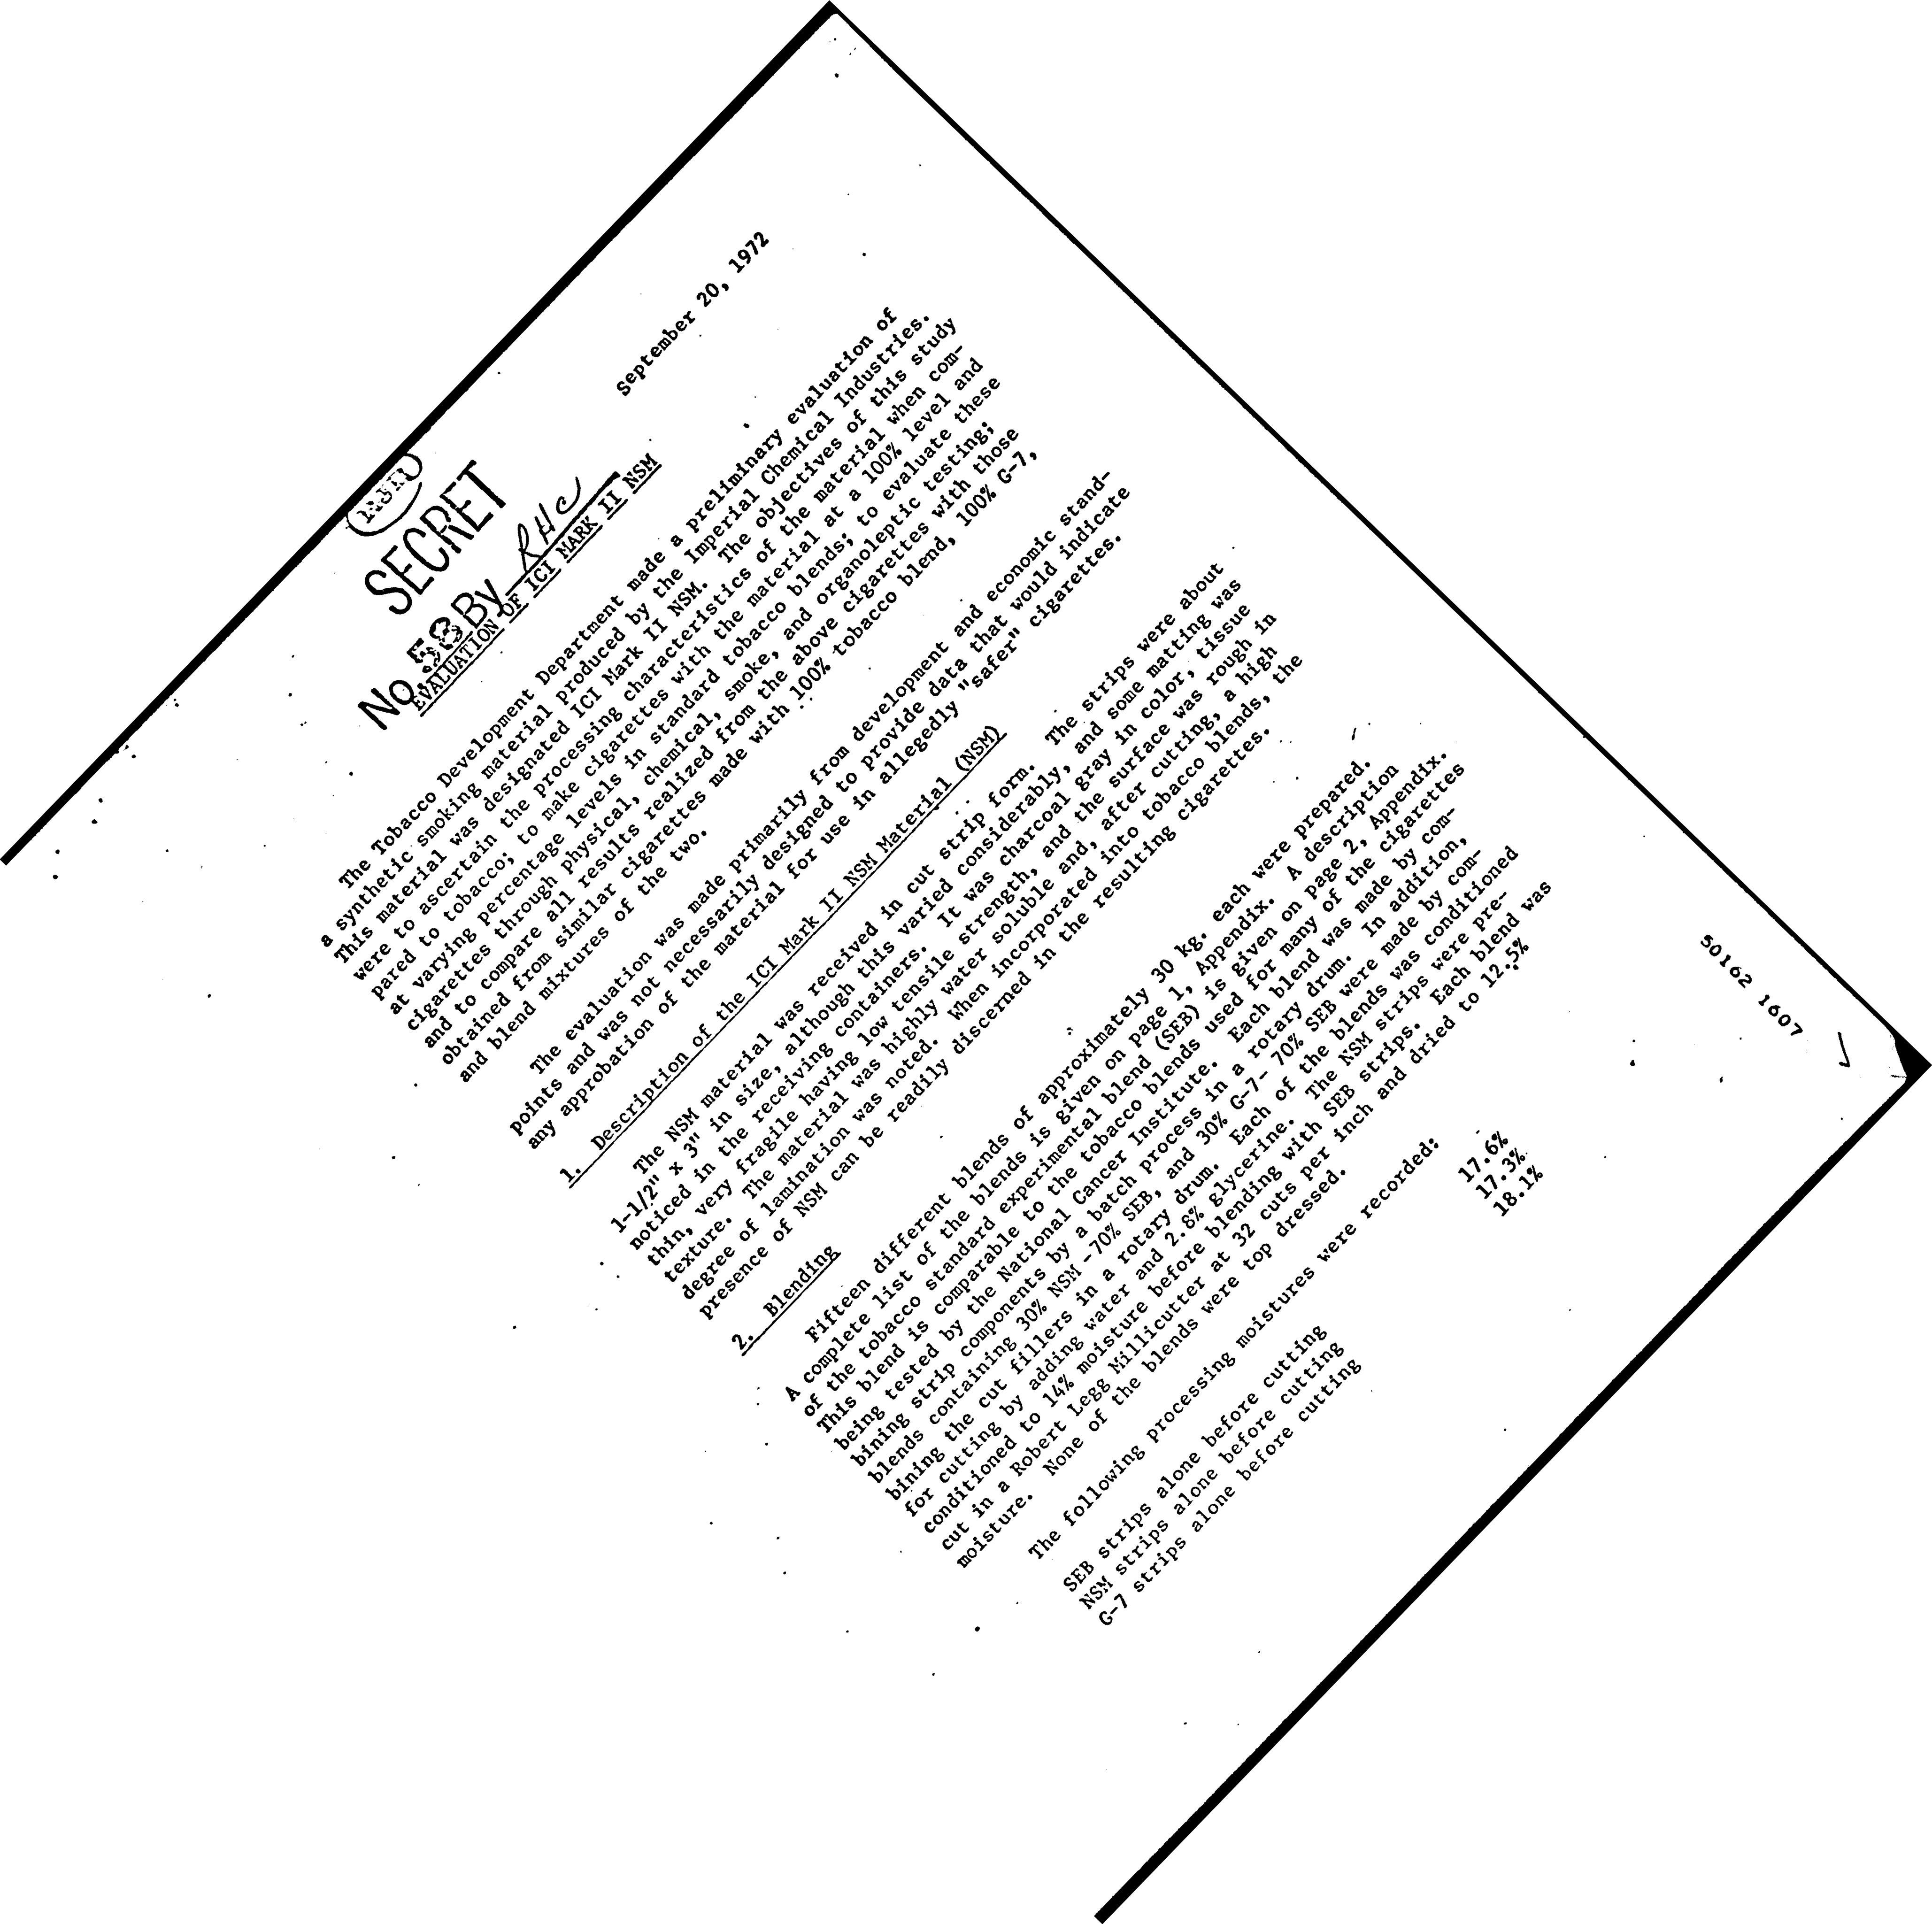 September 20, 1972
SECRET
NO. 58 By RHC
EVALUATION OF ICI MARK II NSM
The Tobacco Development Department made a preliminary evaluation of
a synthetic smoking material produced by the Imperial Chemical Industries.
This material was designated ICI Mark II NSM. The objectives of this study
were to ascertain the processing characteristics of the material when com-
pared to tobacco; to make cigarettes with the material at a 100% level and
at varying percentage levels in standard tobacco blends; to evaluate these
cigarettes through physical, chemical, smoke, and organoleptic testing;
and to compare all results realized from the above cigarettes with those
obtained from similar cigarettes made with 100% tobacco blend, 100% G-7,
and blend mixtures of the two.
The evaluation was made primarily from development and economic stand-
points and was not necessarily designed to provide data that would indicate
any approbation of the material for use in allegedly "safer" cigarettes.
1. Description of the ICI Mark II NSM Material (NSM)
The NSM material was received in cut strip form. The strips were about
1-1/2" x 3" in size, although this varied considerably, and some matting was
noticed in the receiving containers. It was charcoal gray in color, tissue
thin, very fragile having low tensile strength, and the surface was rough in
texture. The material was highly water soluble and, after cutting, a high
degree of lamination was noted. When incorporated into tobacco blends, the
presence of NSM can be readily discerned in the resulting cigarettes.
2. Blending
Fifteen different blends of approximately 30 kg. each were prepared.
A complete list of the blends is given on page 1, Appendix. A description
of the tobacco standard experimental blend (SEB) is given on page 2, Appendix.
This blend is comparable to the tobacco blends used for many of the cigarettes
being tested by the National Cancer Institute. Each blend was made by com-
bining strip components by a batch process in a rotary drum. In addition,
blends containing 30% NSM -70% SEB, and 30% G-7- 70% SEB were made by com-
bining the cut fillers in a rotary drum. Each of the blends was conditioned
for cutting by adding water and 2.8% glycerine. The NSM strips were pre-
conditioned to 14% moisture before blending with SEB strips. Each blend was
cut in a Robert Legg Millicutter at 32 cuts per inch and dried to 12.5%
moisture. None of the blends were top dressed.
The following processing moistures were recorded:
SEB strips alone before cutting 17.6%
NSM strips alone before cutting 17.3%
G-7 strips alone before cutting 18.1%
50162 1607